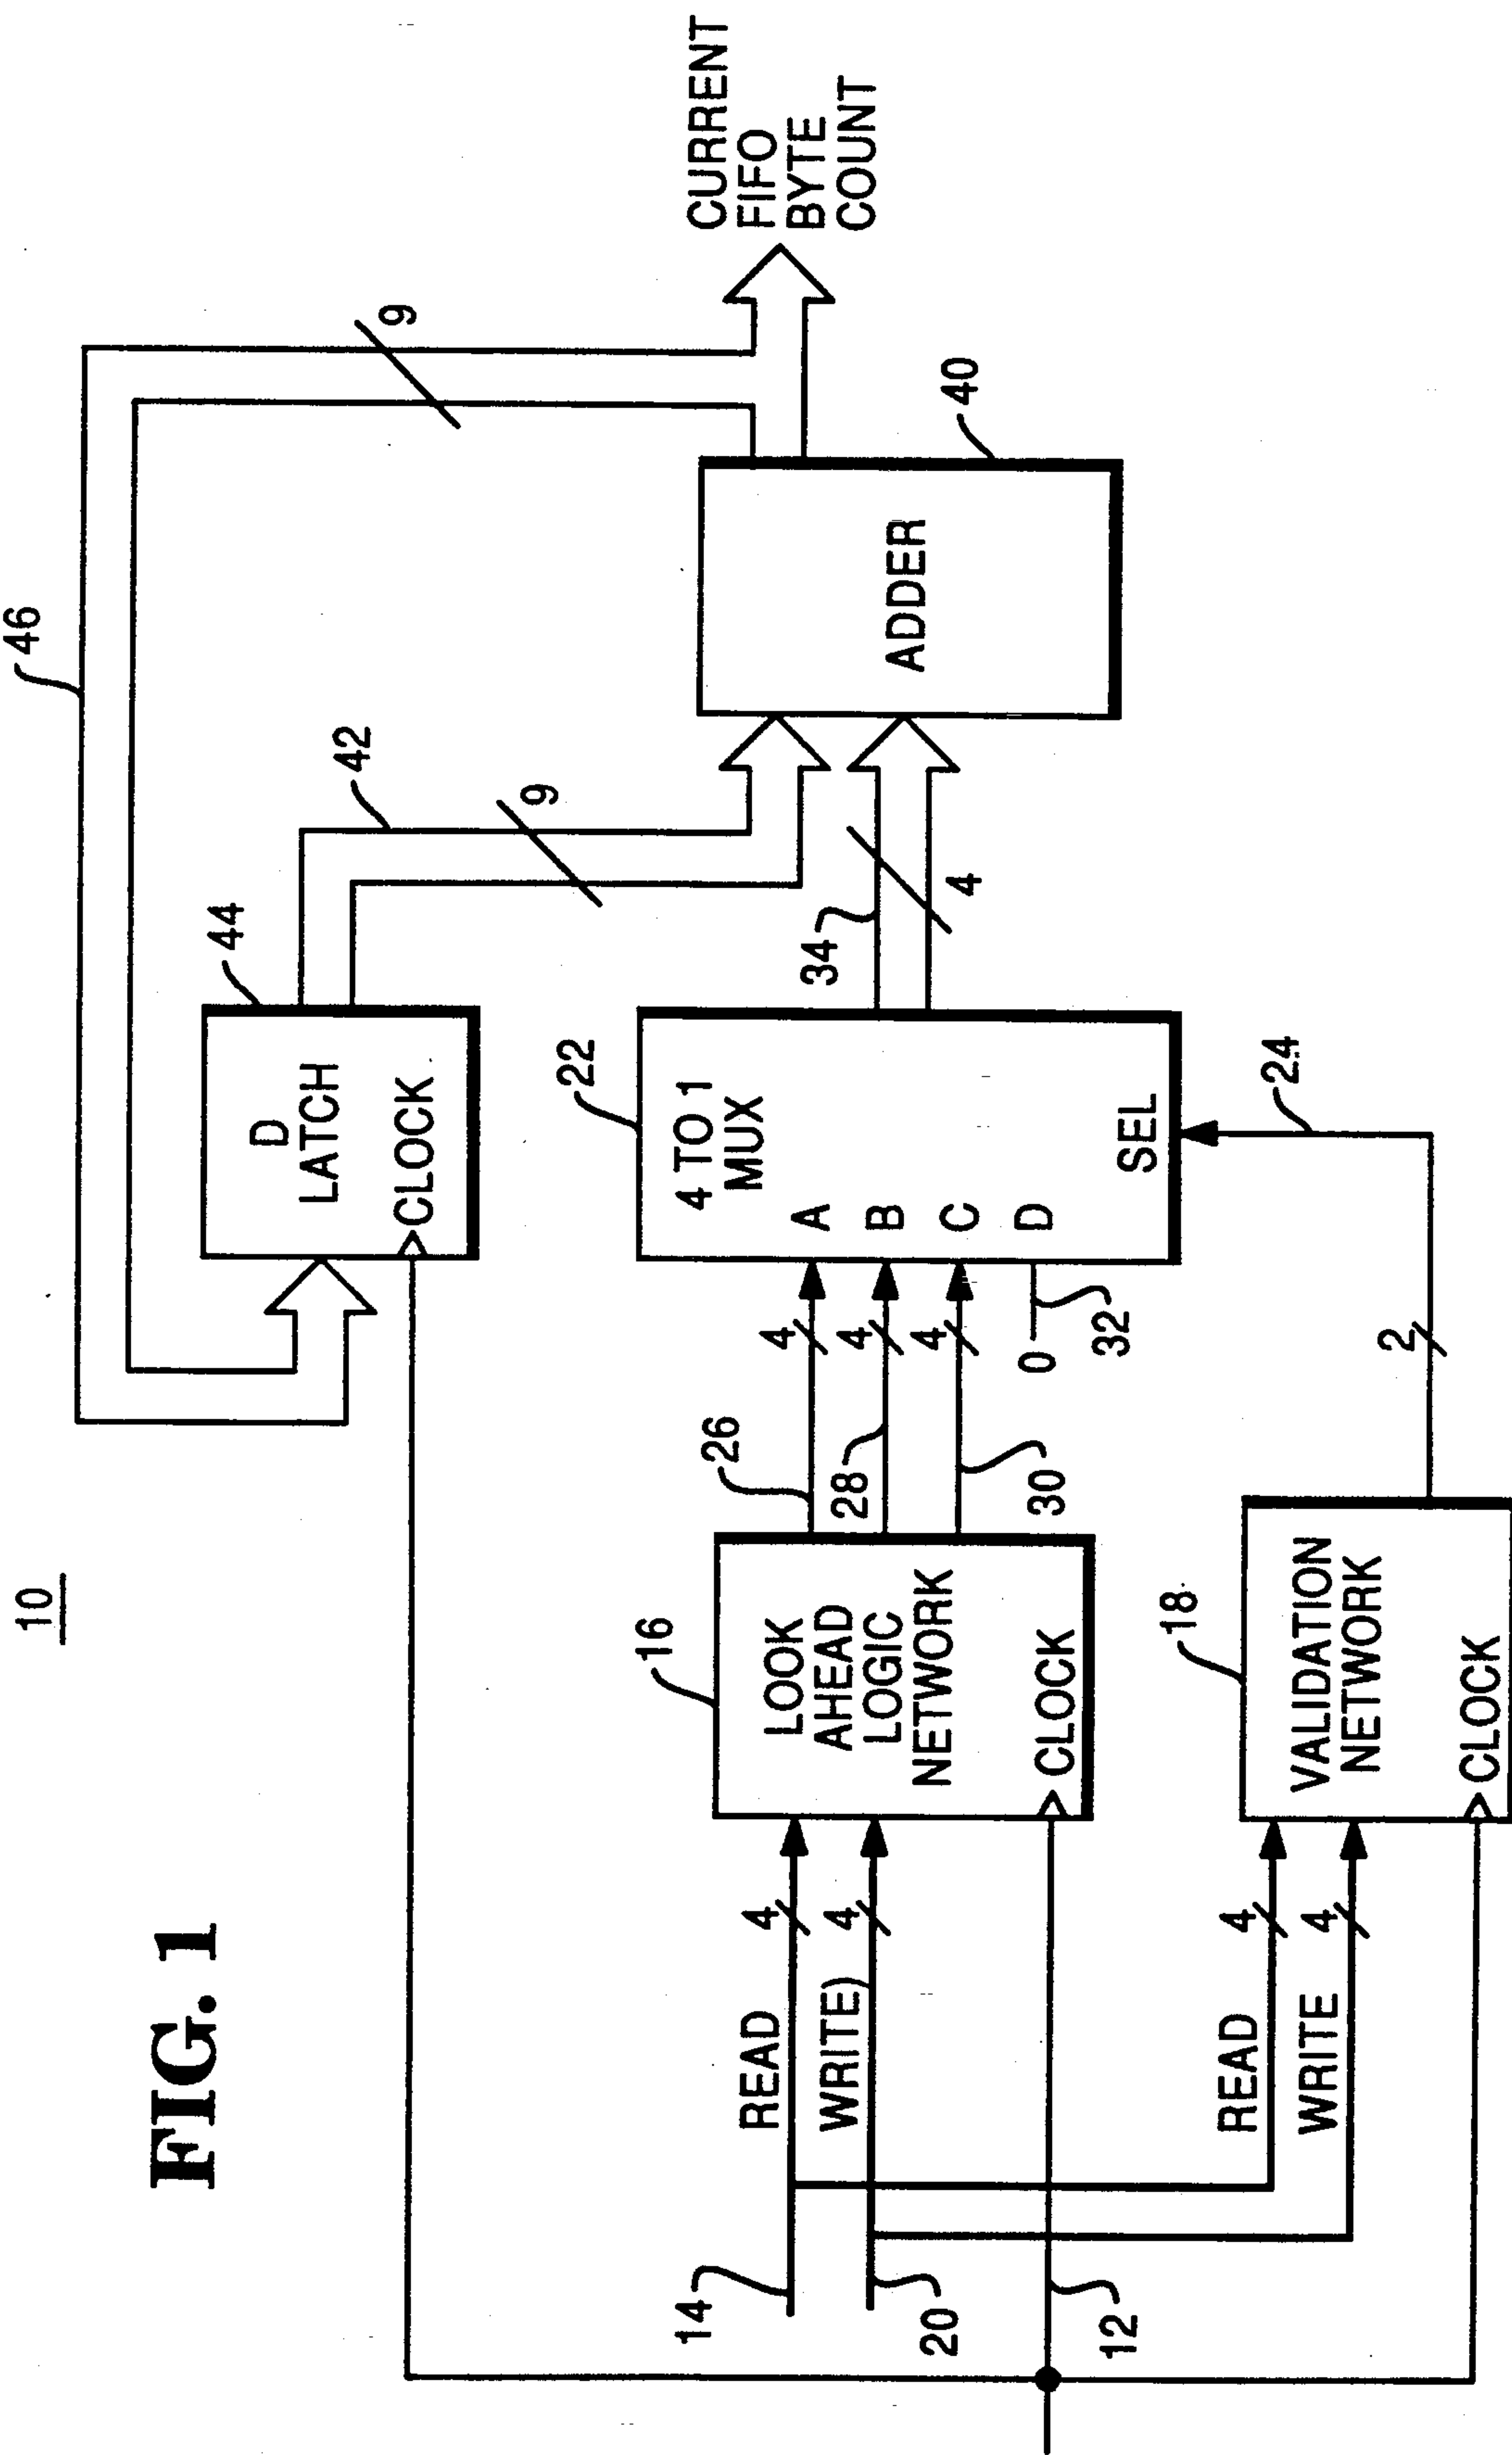 FIG. 1
10
46
9
CURRENT
FIFO
BYTE
COUNT
44
D
LATCH
CLOCK
42
9
40
ADDER
22
4 TO 1
MUX
A
B
C
D
SEL
34
4
24
2
26
28
30
4
4
4
0
32
16
LOOK
AHEAD
LOGIC
NETWORK
CLOCK
18
VALIDATION
NETWORK
CLOCK
READ
4
WRITE)
4
READ
4
WRITE
4
14
20
12